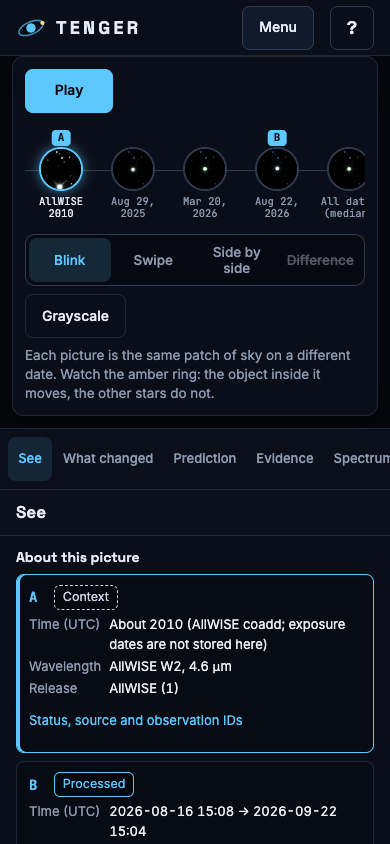 TENGER
Menu
?
Play
A
B
AllWISE
2010
Aug 29,
2025
Mar 20,
2026
Aug 22,
2026
All dat
(median
Blink
Swipe
Side by
side
Difference
Grayscale
Each picture is the same patch of sky on a different
date. Watch the amber ring: the object inside it
moves, the other stars do not.
See
What changed
Prediction
Evidence
Spectrum
See
About this picture
A Context
Time (UTC) About 2010 (AllWISE coadd; exposure
dates are not stored here)
Wavelength AllWISE W2, 4.6 μm
Release AllWISE (1)
Status, source and observation IDs
B Processed
Time (UTC) 2026-08-16 15:08 → 2026-09-22
15:04